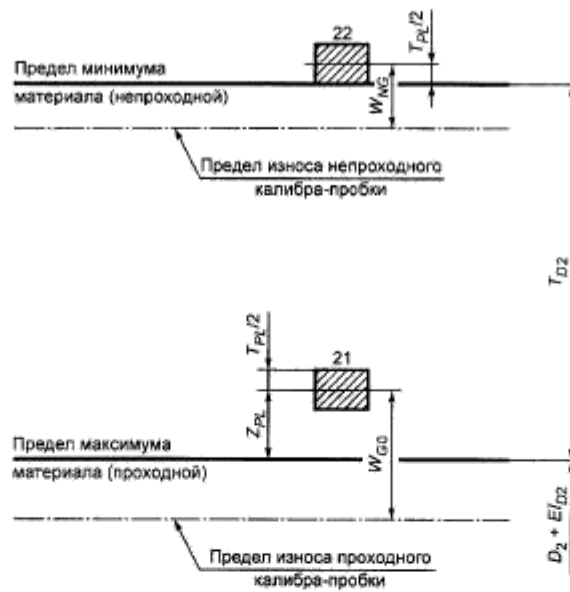 22
T_PL/2
Предел минимума
материала (непроходной)
W_NG
Предел износа непроходного
калибра-пробки
T_D2
T_PL/2
21
Z_PL
W_G0
Предел максимума
материала (проходной)
D_2 + EI_D2
Предел износа проходного
калибра-пробки